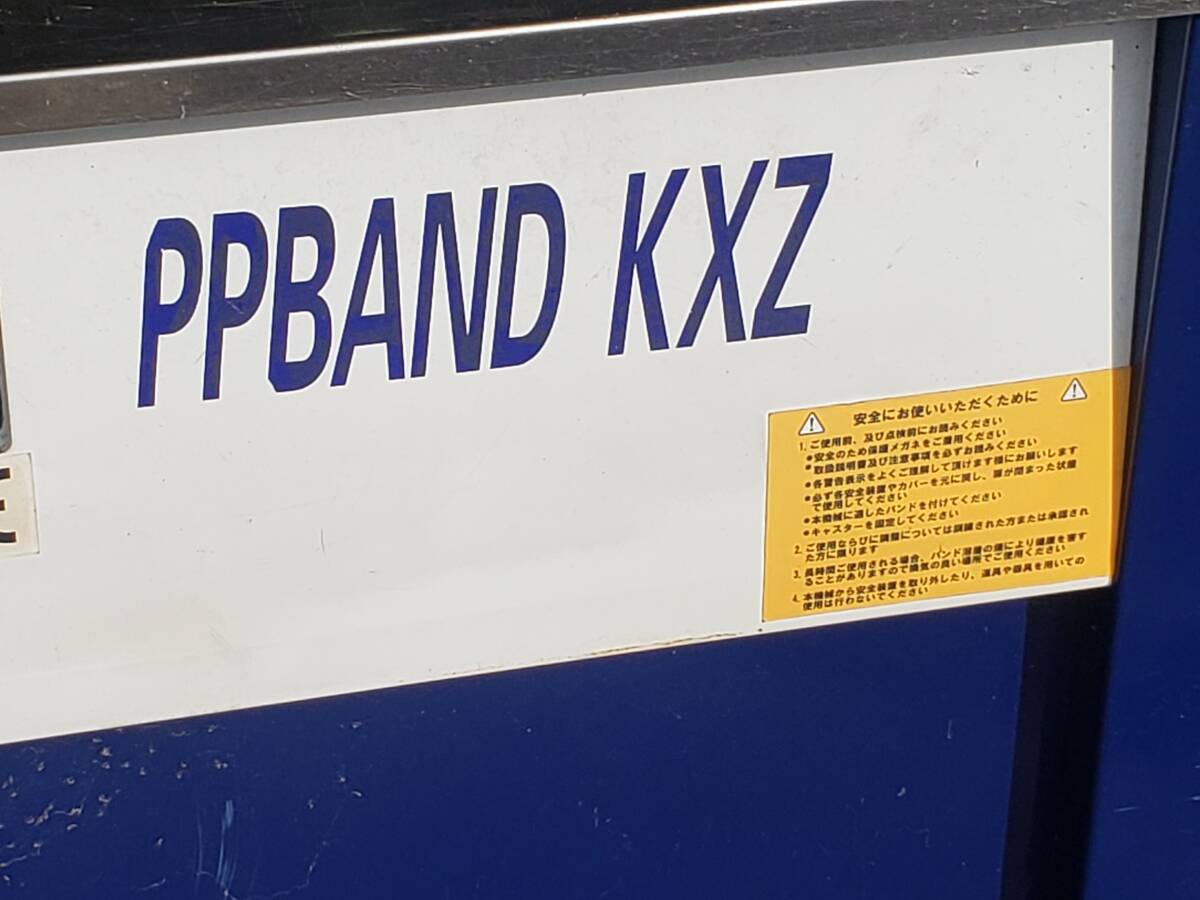 PPBAND KXZ
安全にお使いいただくために
1. ご使用前、及び点検前にお読みください
●安全のため保護メガネをご着用ください
●取扱説明書及び注意事項を必ずお読みください
●各警告表示をよくご理解して頂けます様にお願いします
●必ず各安全装置やカバーを元に戻し、扉が閉まった状態
で使用してください
●本機械に適したバンドを付けてください
●キャスターを固定してください
2. ご使用ならびに調整については訓練された方または承認され
た方に限ります
3. 長時間ご使用される場合、バンド溶着の煙により健康を害す
ることがありますので換気の良い場所でご使用ください
4. 本機械から安全装置を取り外したり、道具や器具を用いての
使用は行わないでください